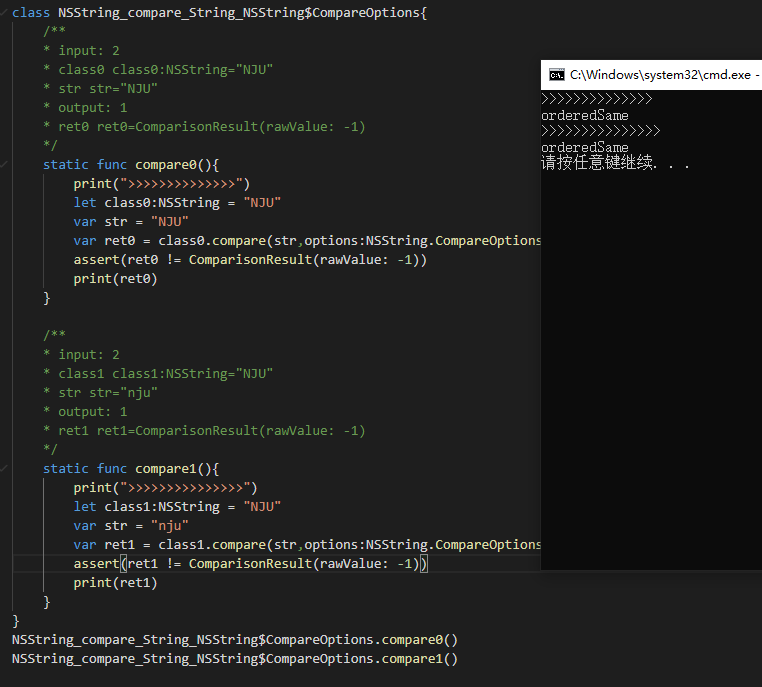 class NSString_compare_String_NSString$CompareOptions{
/**
* input: 2
* class0 class0:NSString="NJU"
* str str="NJU"
* output: 1
* ret0 ret0=ComparisonResult(rawValue: -1)
*/
static func compare0(){
print(">>>>>>>>>>>>>>")
let class0:NSString = "NJU"
var str = "NJU"
var ret0 = class0.compare(str,options:NSString.CompareOptions
assert(ret0 != ComparisonResult(rawValue: -1))
print(ret0)
}
/**
* input: 2
* class1 class1:NSString="NJU"
* str str="nju"
* output: 1
* ret1 ret1=ComparisonResult(rawValue: -1)
*/
static func compare1(){
print(">>>>>>>>>>>>>>>")
let class1:NSString = "NJU"
var str = "nju"
var ret1 = class1.compare(str,options:NSString.CompareOptions
assert(ret1 != ComparisonResult(rawValue: -1))
print(ret1)
}
}
NSString_compare_String_NSString$CompareOptions.compare0()
NSString_compare_String_NSString$CompareOptions.compare1()
C:\Windows\system32\cmd.exe -
>>>>>>>>>>>>>>
orderedSame
>>>>>>>>>>>>>>>
orderedSame
请按任意键继续. . .